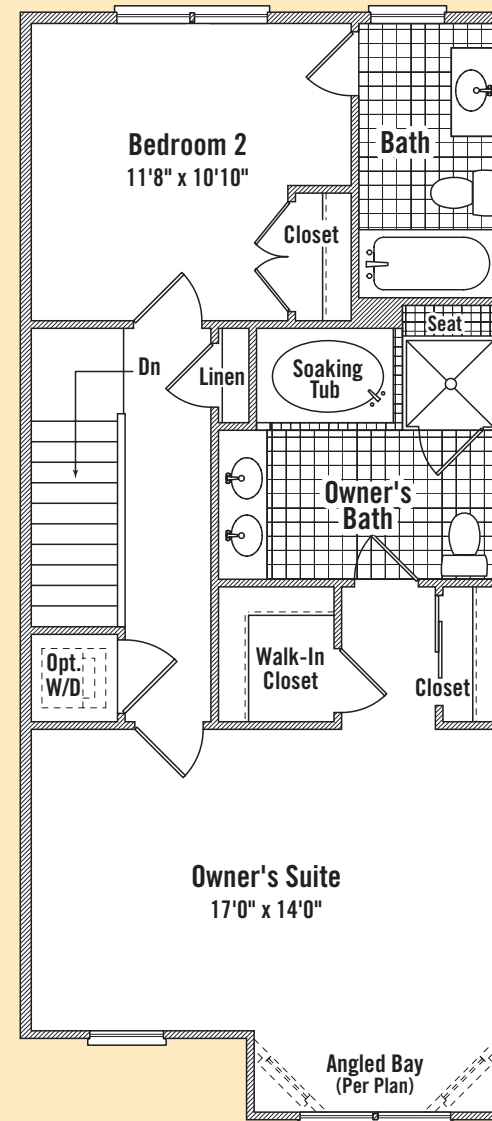 Bedroom 2
11'8" x 10'10"
Bath
Closet
Seat
Dn
Linen
Soaking
Tub
Owner's
Bath
Opt.
W/D
Walk-In
Closet
Closet
Owner's Suite
17'0" x 14'0"
Angled Bay
(Per Plan)